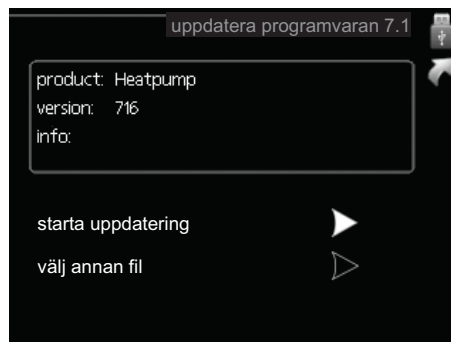 uppdatera programvaran 7.1
product: Heatpump
version: 716
info:
starta uppdatering
välj annan fil